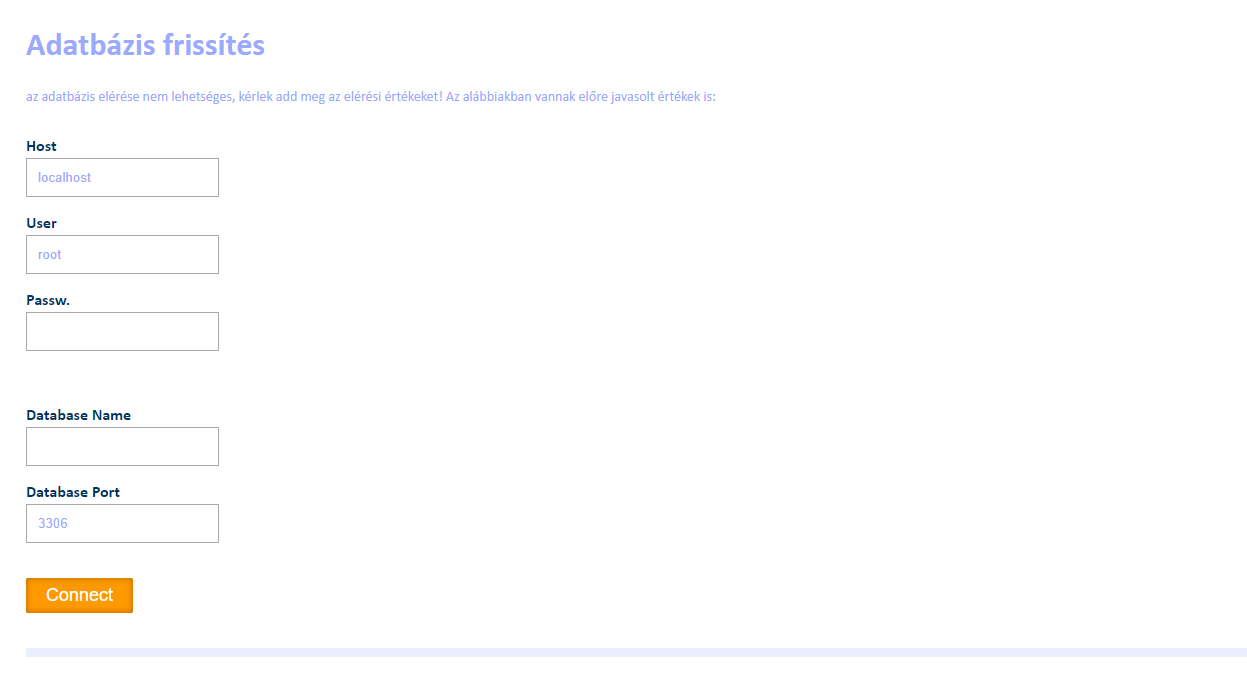 Adatbázis frissítés
az adatbázis elérése nem lehetséges, kérlek add meg az elérési értékeket! Az alábbiakban vannak előre javasolt értékek is:
Host
localhost
User
root
Passw.
Database Name
Database Port
3306
Connect